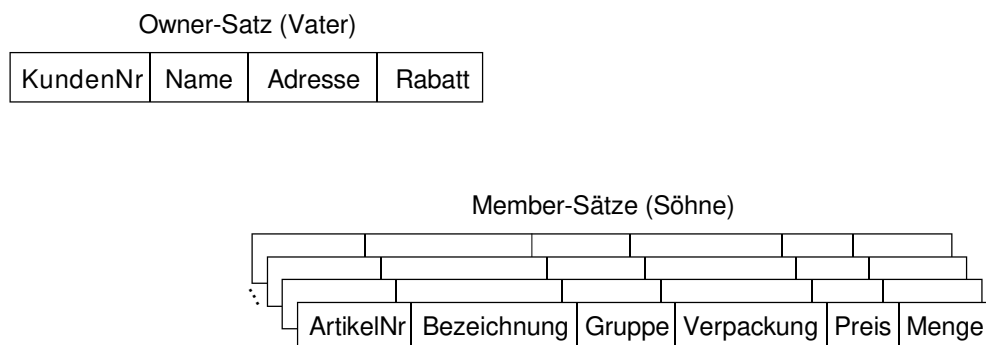 Owner-Satz (Vater)
KundenNr Name Adresse Rabatt
Member-Sätze (Söhne)
ArtikelNr Bezeichnung Gruppe Verpackung Preis Menge